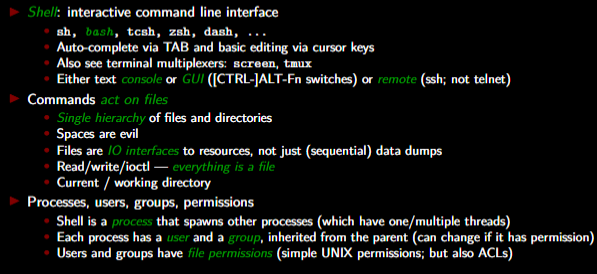 Shell: interactive command line interface
sh, bash, tcsh, zsh, dash, ...
Auto-complete via TAB and basic editing via cursor keys
Also see terminal multiplexers: screen, tmux
Either text console or GUI ([CTRL-]ALT-Fn switches) or remote (ssh; not telnet)
Commands act on files
Single hierarchy of files and directories
Spaces are evil
Files are IO interfaces to resources, not just (sequential) data dumps
Read/write/ioctl — everything is a file
Current / working directory
Processes, users, groups, permissions
Shell is a process that spawns other processes (which have one/multiple threads)
Each process has a user and a group, inherited from the parent (can change if it has permission)
Users and groups have file permissions (simple UNIX permissions; but also ACLs)